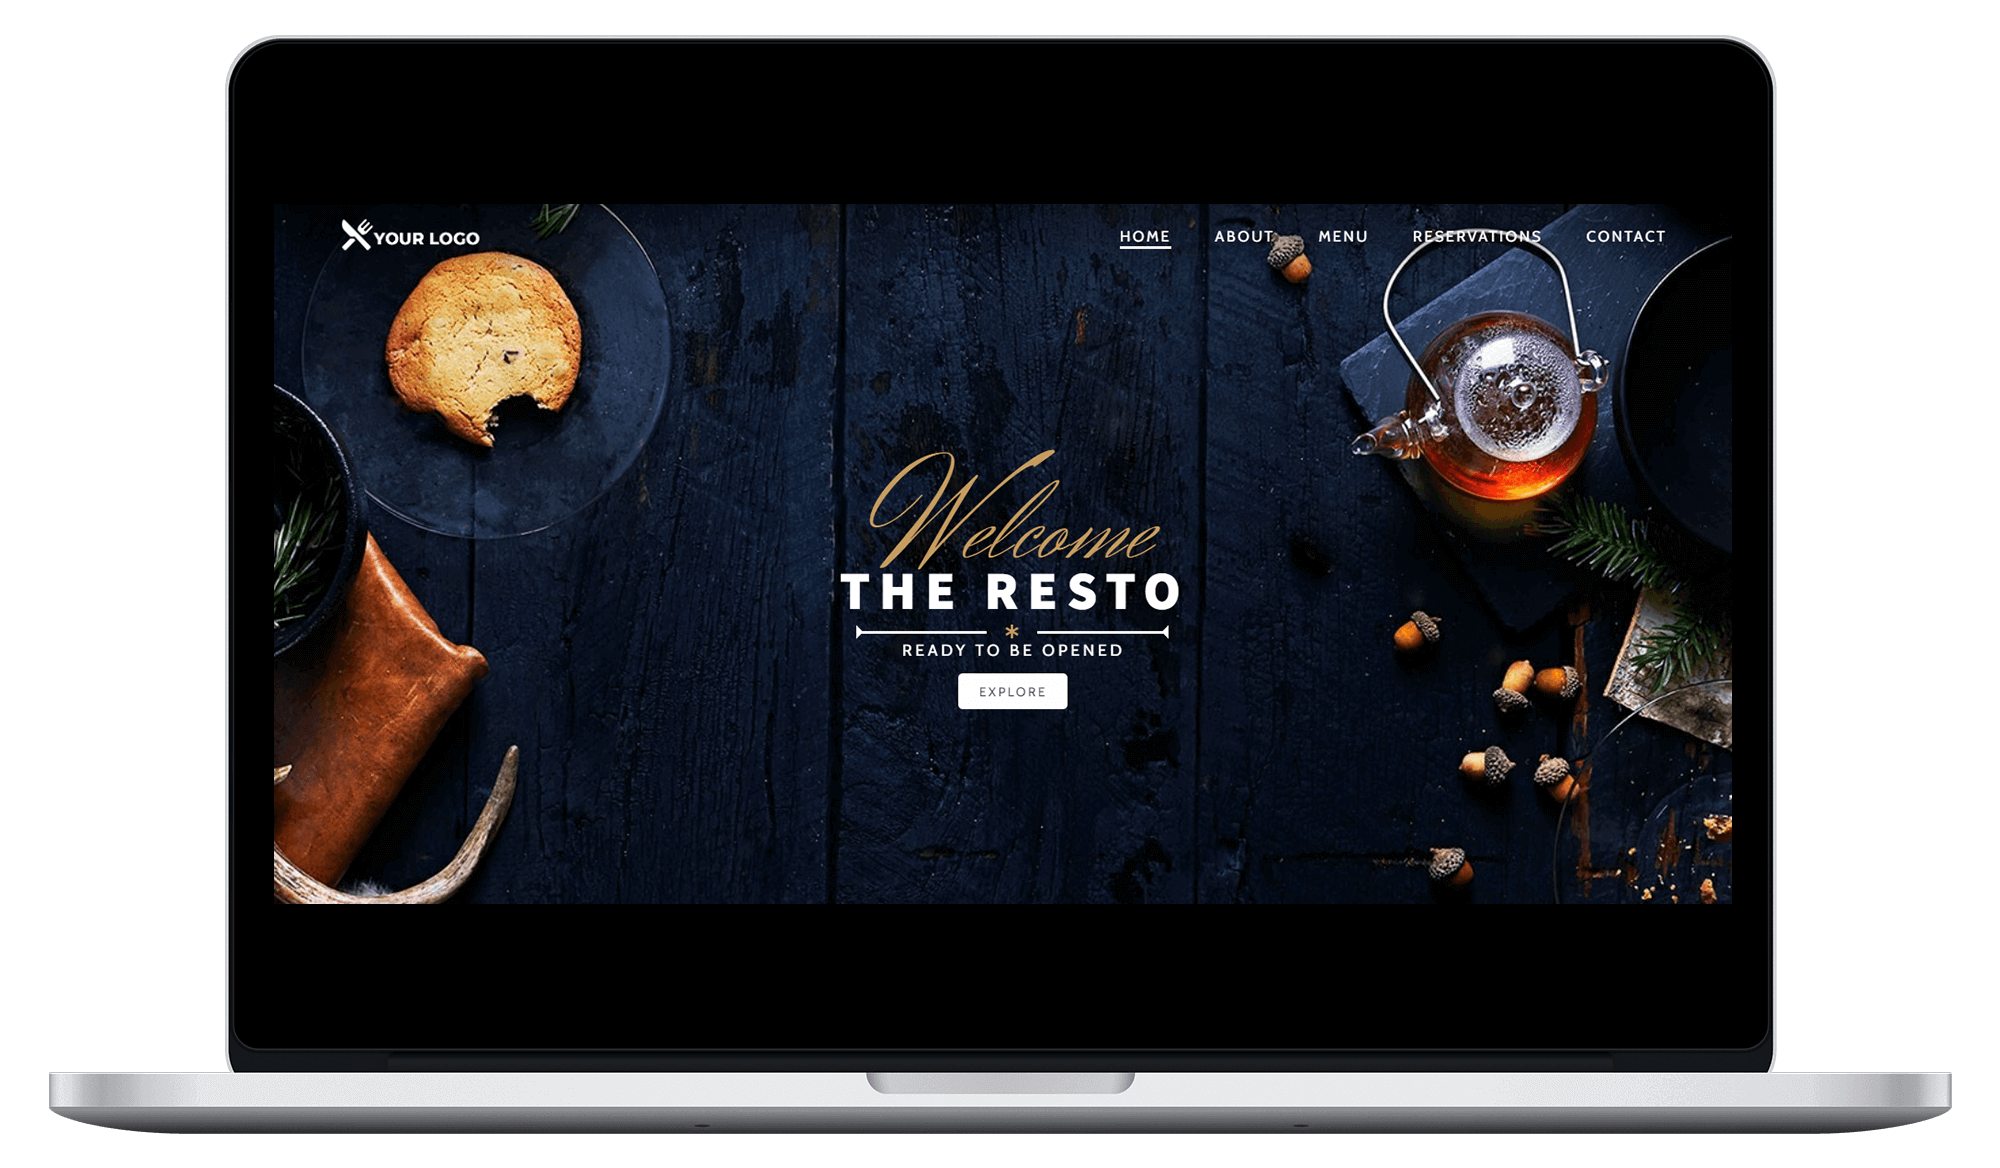 YOUR LOGO
HOME ABOUT MENU RESERVATIONS CONTACT
Welcome
THE RESTO
*
READY TO BE OPENED
EXPLORE